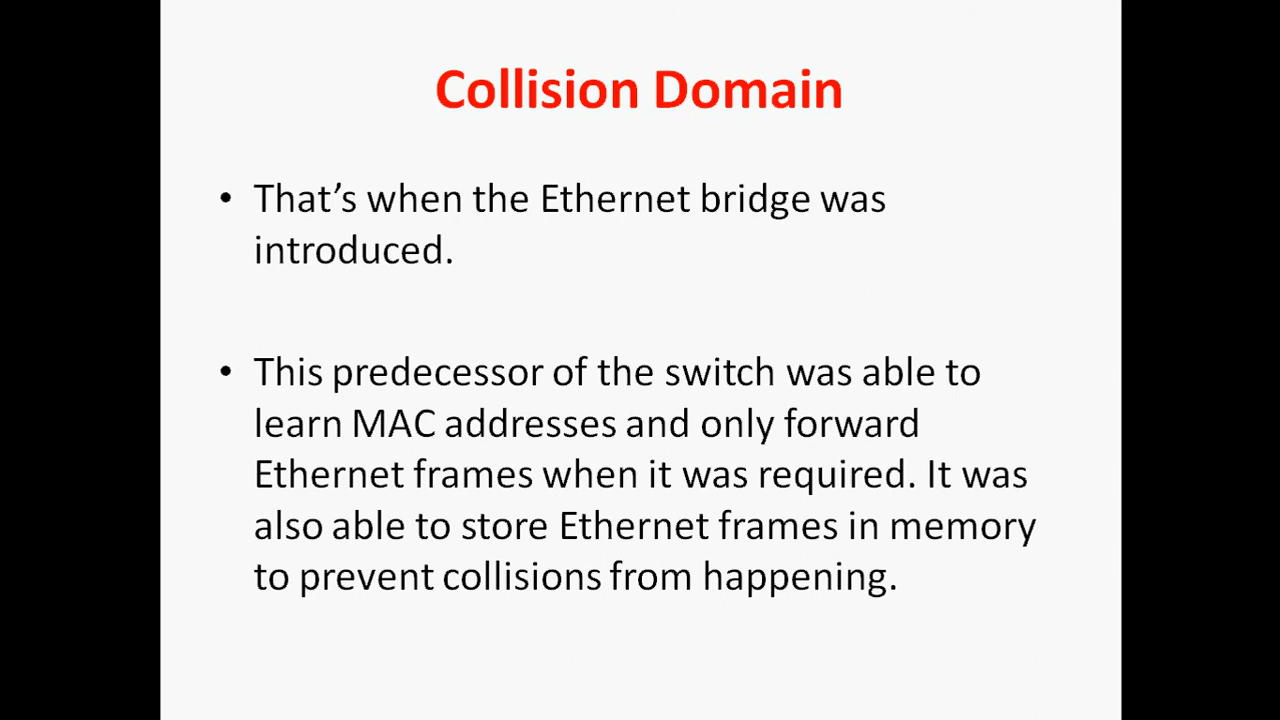 Collision Domain
• That’s when the Ethernet bridge was
introduced.
• This predecessor of the switch was able to
learn MAC addresses and only forward
Ethernet frames when it was required. It was
also able to store Ethernet frames in memory
to prevent collisions from happening.